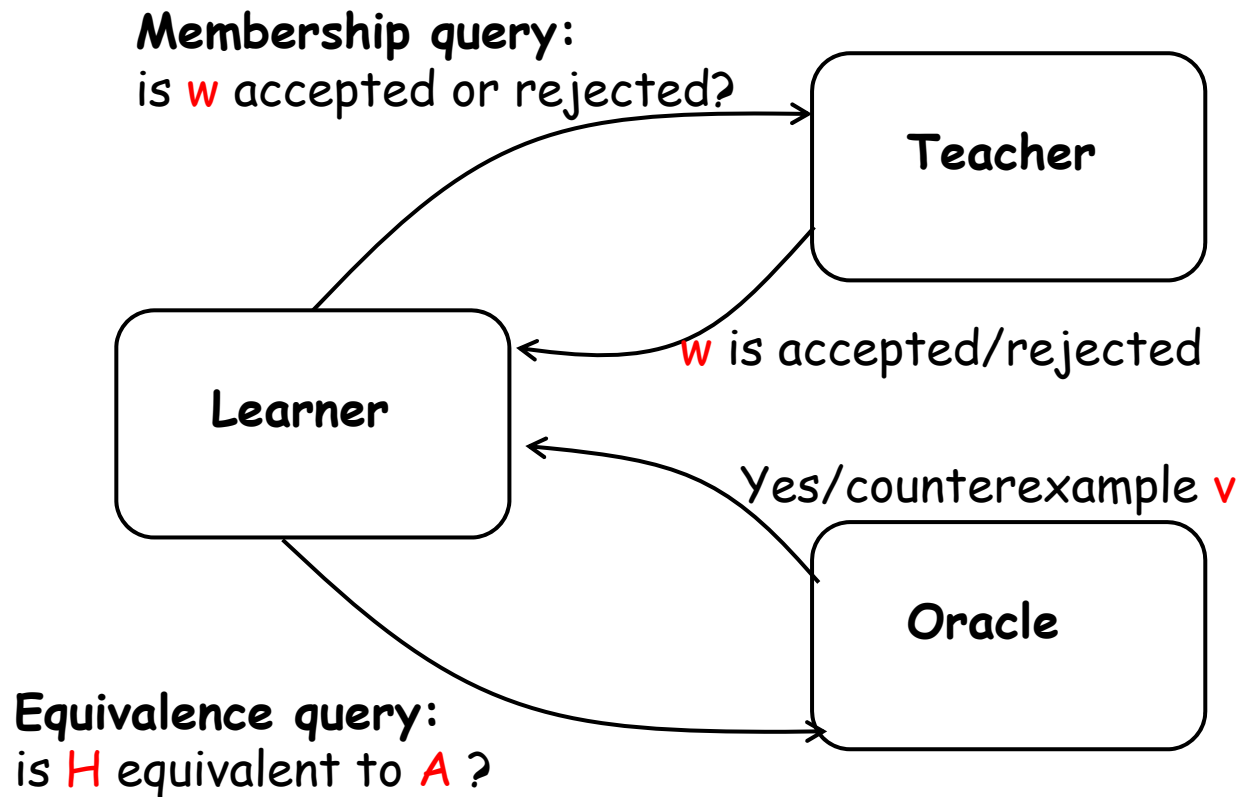 Membership query:
is w accepted or rejected?
Teacher
w is accepted/rejected
Learner
Yes/counterexample v
Oracle
Equivalence query:
is H equivalent to A ?